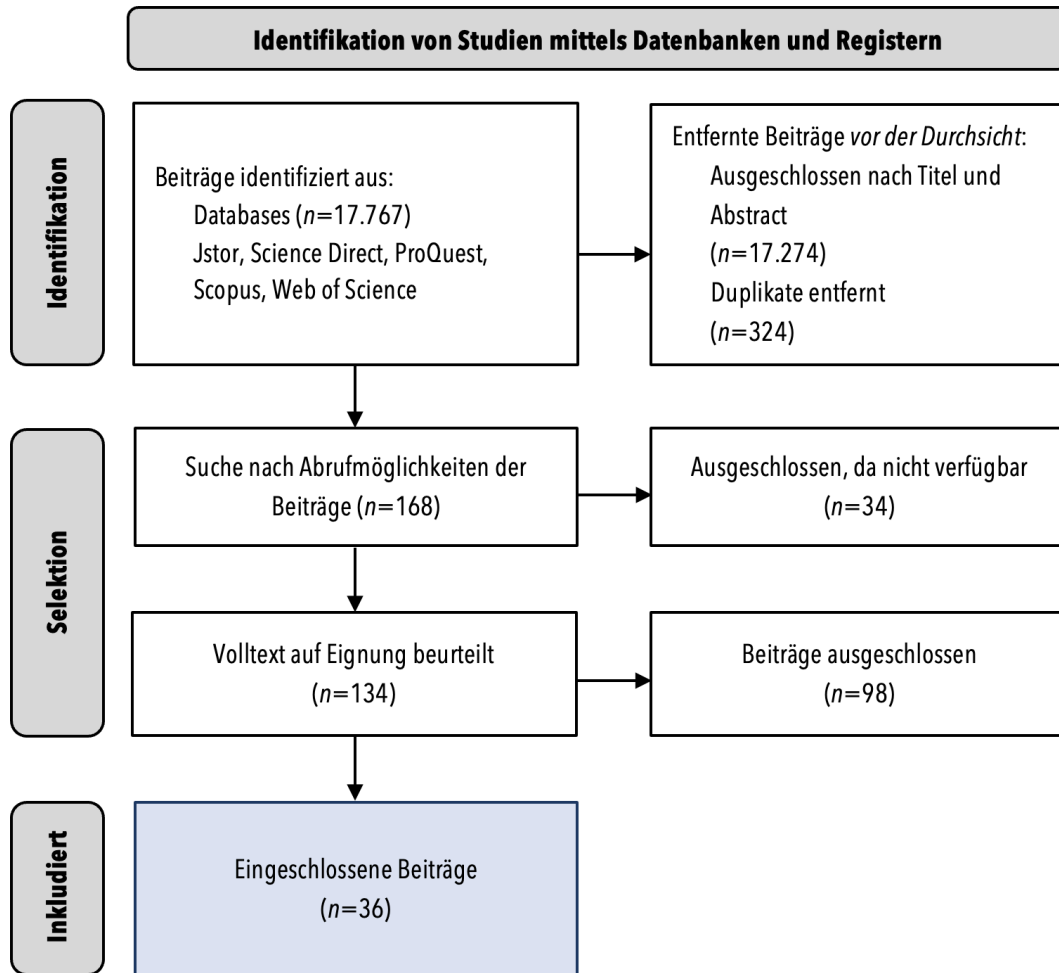 Identifikation von Studien mittels Datenbanken und Registern
Identifikation
Beiträge identifiziert aus:
Databases (n=17.767)
Jstor, Science Direct, ProQuest,
Scopus, Web of Science
Entfernte Beiträge vor der Durchsicht:
Ausgeschlossen nach Titel und
Abstract
(n=17.274)
Duplikate entfernt
(n=324)
Selektion
Suche nach Abrufmöglichkeiten der
Beiträge (n=168)
Ausgeschlossen, da nicht verfügbar
(n=34)
Volltext auf Eignung beurteilt
(n=134)
Beiträge ausgeschlossen
(n=98)
Inkludiert
Eingeschlossene Beiträge
(n=36)